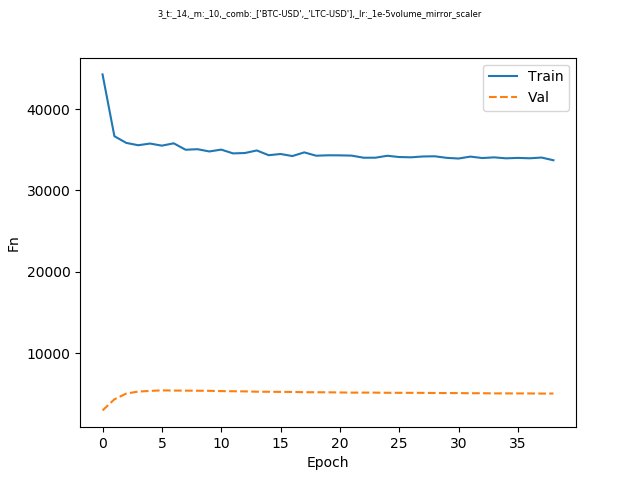 3_t:_14,_m:_10,_comb:_['BTC-USD',_'LTC-USD'],_lr:_1e-5volume_mirror_scaler
Train
Val
40000
30000
20000
10000
Fn
0 5 10 15 20 25 30 35
Epoch